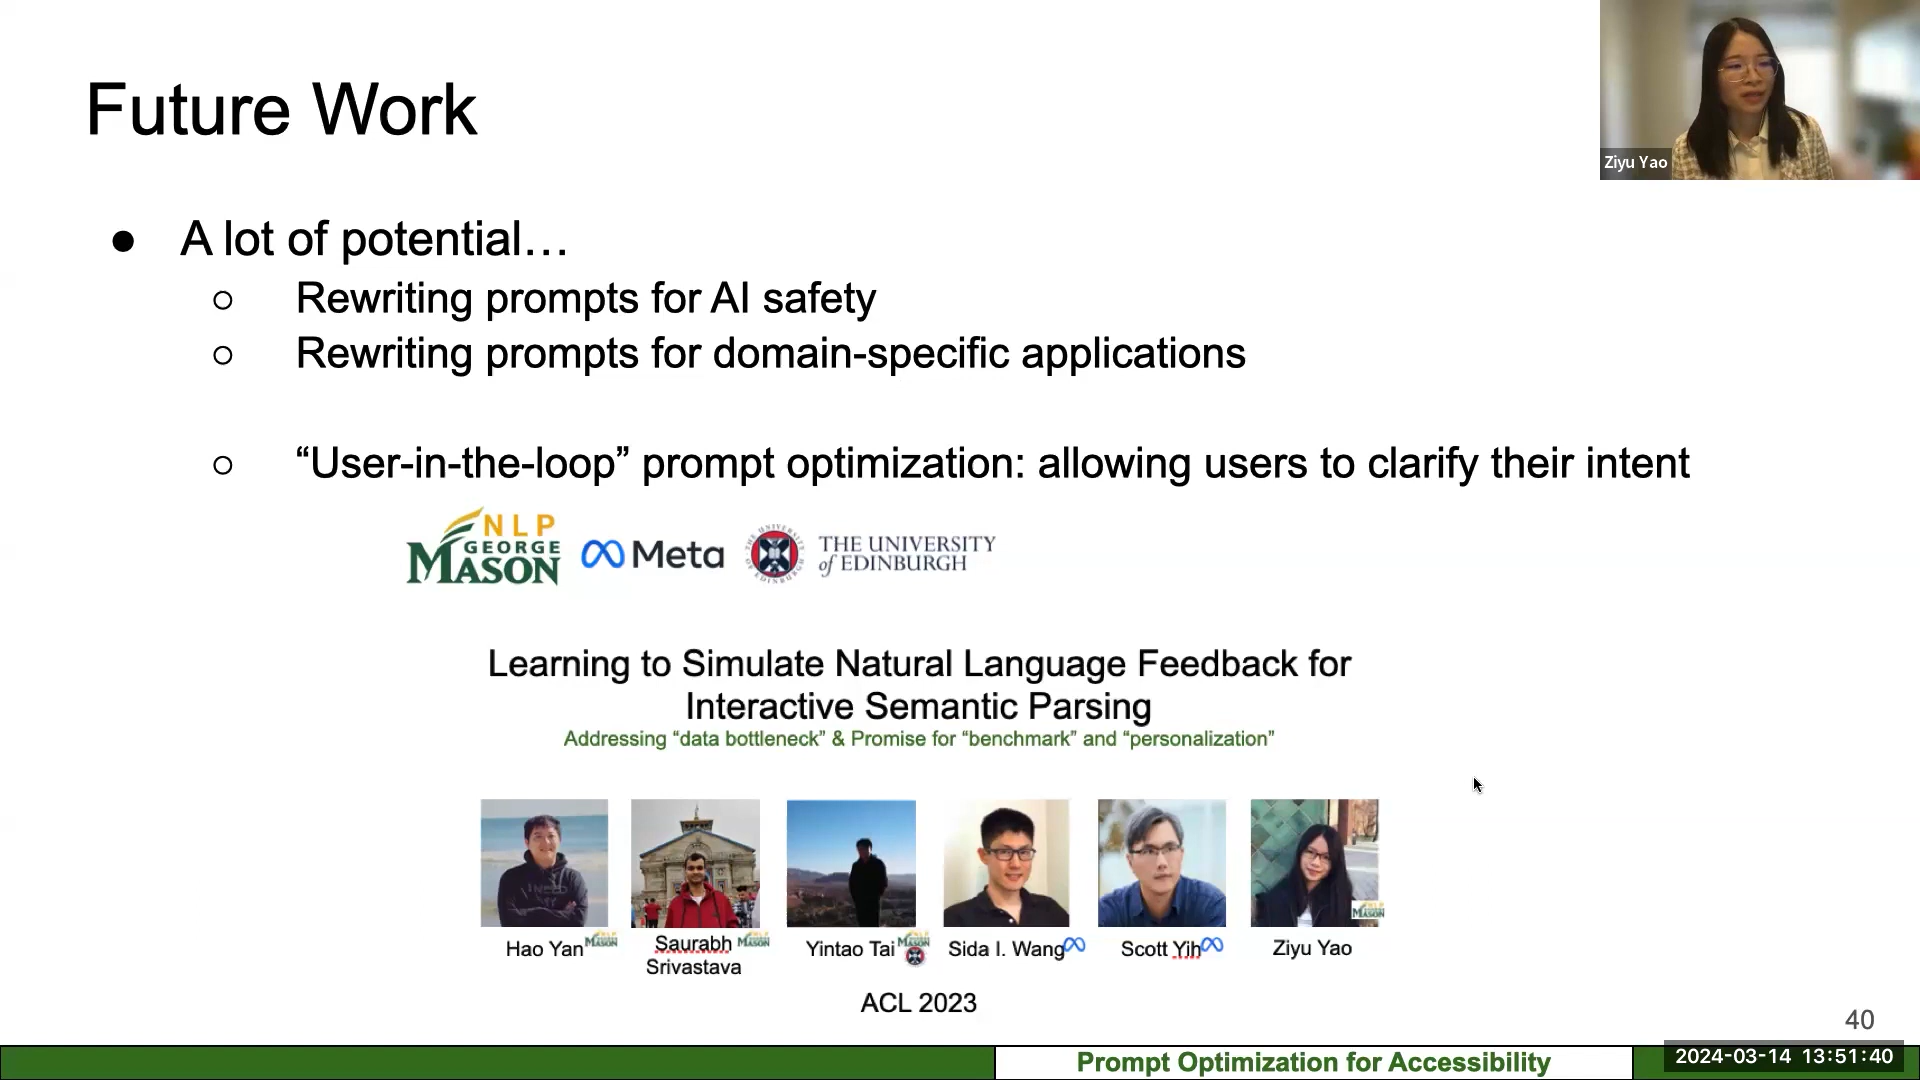 Future Work
Ziyu Yao
● A lot of potential…
○ Rewriting prompts for AI safety
○ Rewriting prompts for domain-specific applications
○ “User-in-the-loop” prompt optimization: allowing users to clarify their intent
NLP
GEORGE
MASON
Meta
THE UNIVERSITY
of EDINBURGH
Learning to Simulate Natural Language Feedback for
Interactive Semantic Parsing
Addressing “data bottleneck” & Promise for “benchmark” and “personalization”
Hao Yan
Saurabh
Srivastava
Yintao Tai
Sida I. Wang
Scott Yih
Ziyu Yao
ACL 2023
40
Prompt Optimization for Accessibility
2024-03-14 13:51:40